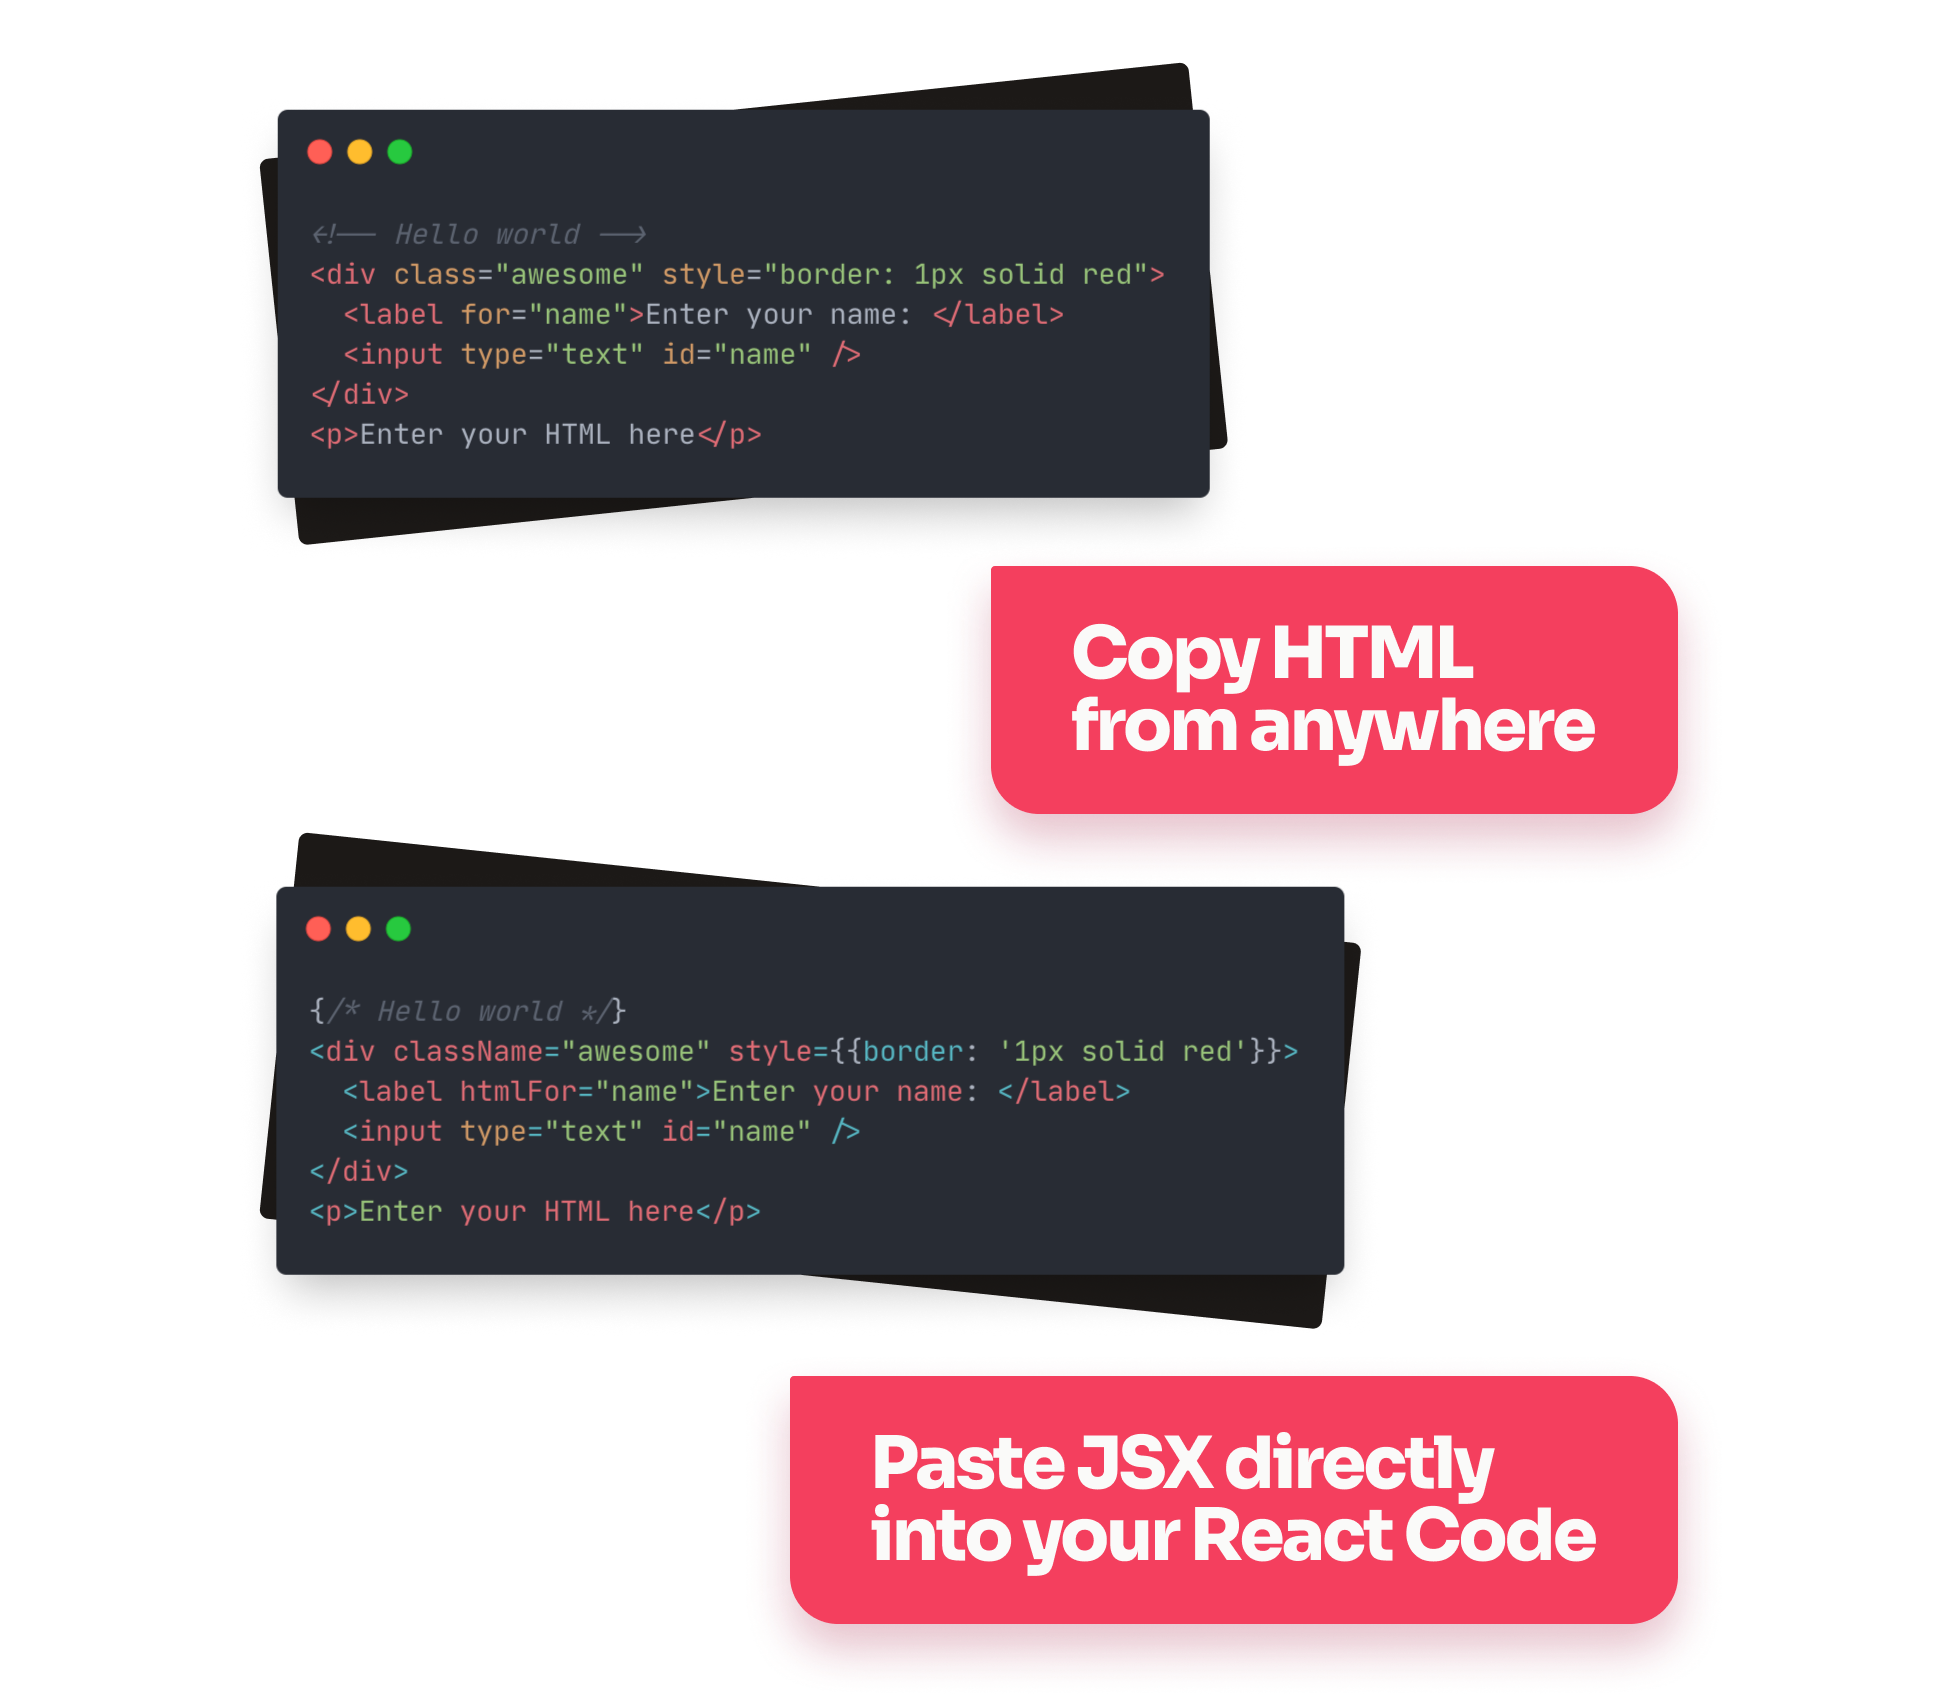 <!-- Hello world -->
<div class="awesome" style="border: 1px solid red">
  <label for="name">Enter your name: </label>
  <input type="text" id="name" />
</div>
<p>Enter your HTML here</p>
Copy HTML
from anywhere
{/* Hello world */}
<div className="awesome" style={{border: '1px solid red'}}>
  <label htmlFor="name">Enter your name: </label>
  <input type="text" id="name" />
</div>
<p>Enter your HTML here</p>
Paste JSX directly
into your React Code